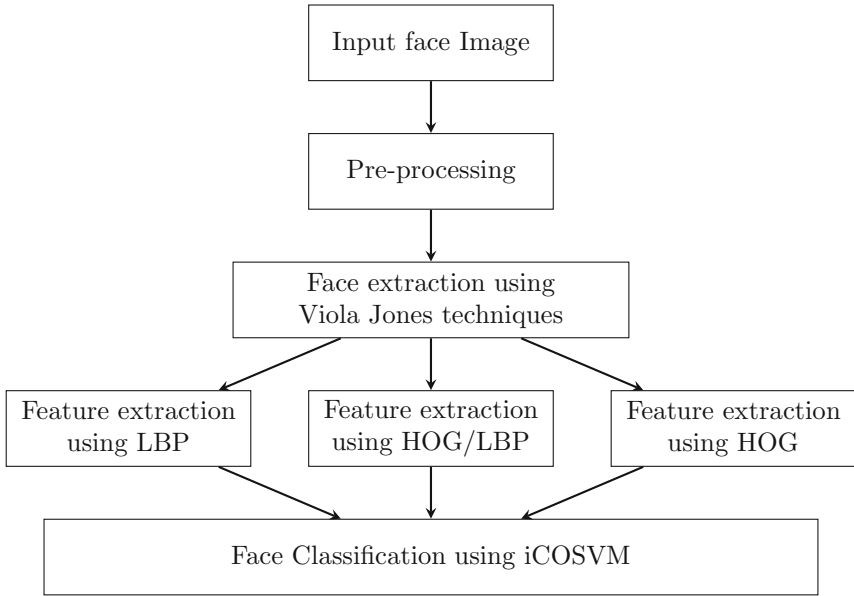 Input face Image
Pre-processing
Face extraction using
Viola Jones techniques
Feature extraction
using LBP
Feature extraction
using HOG/LBP
Feature extraction
using HOG
Face Classification using iCOSVM